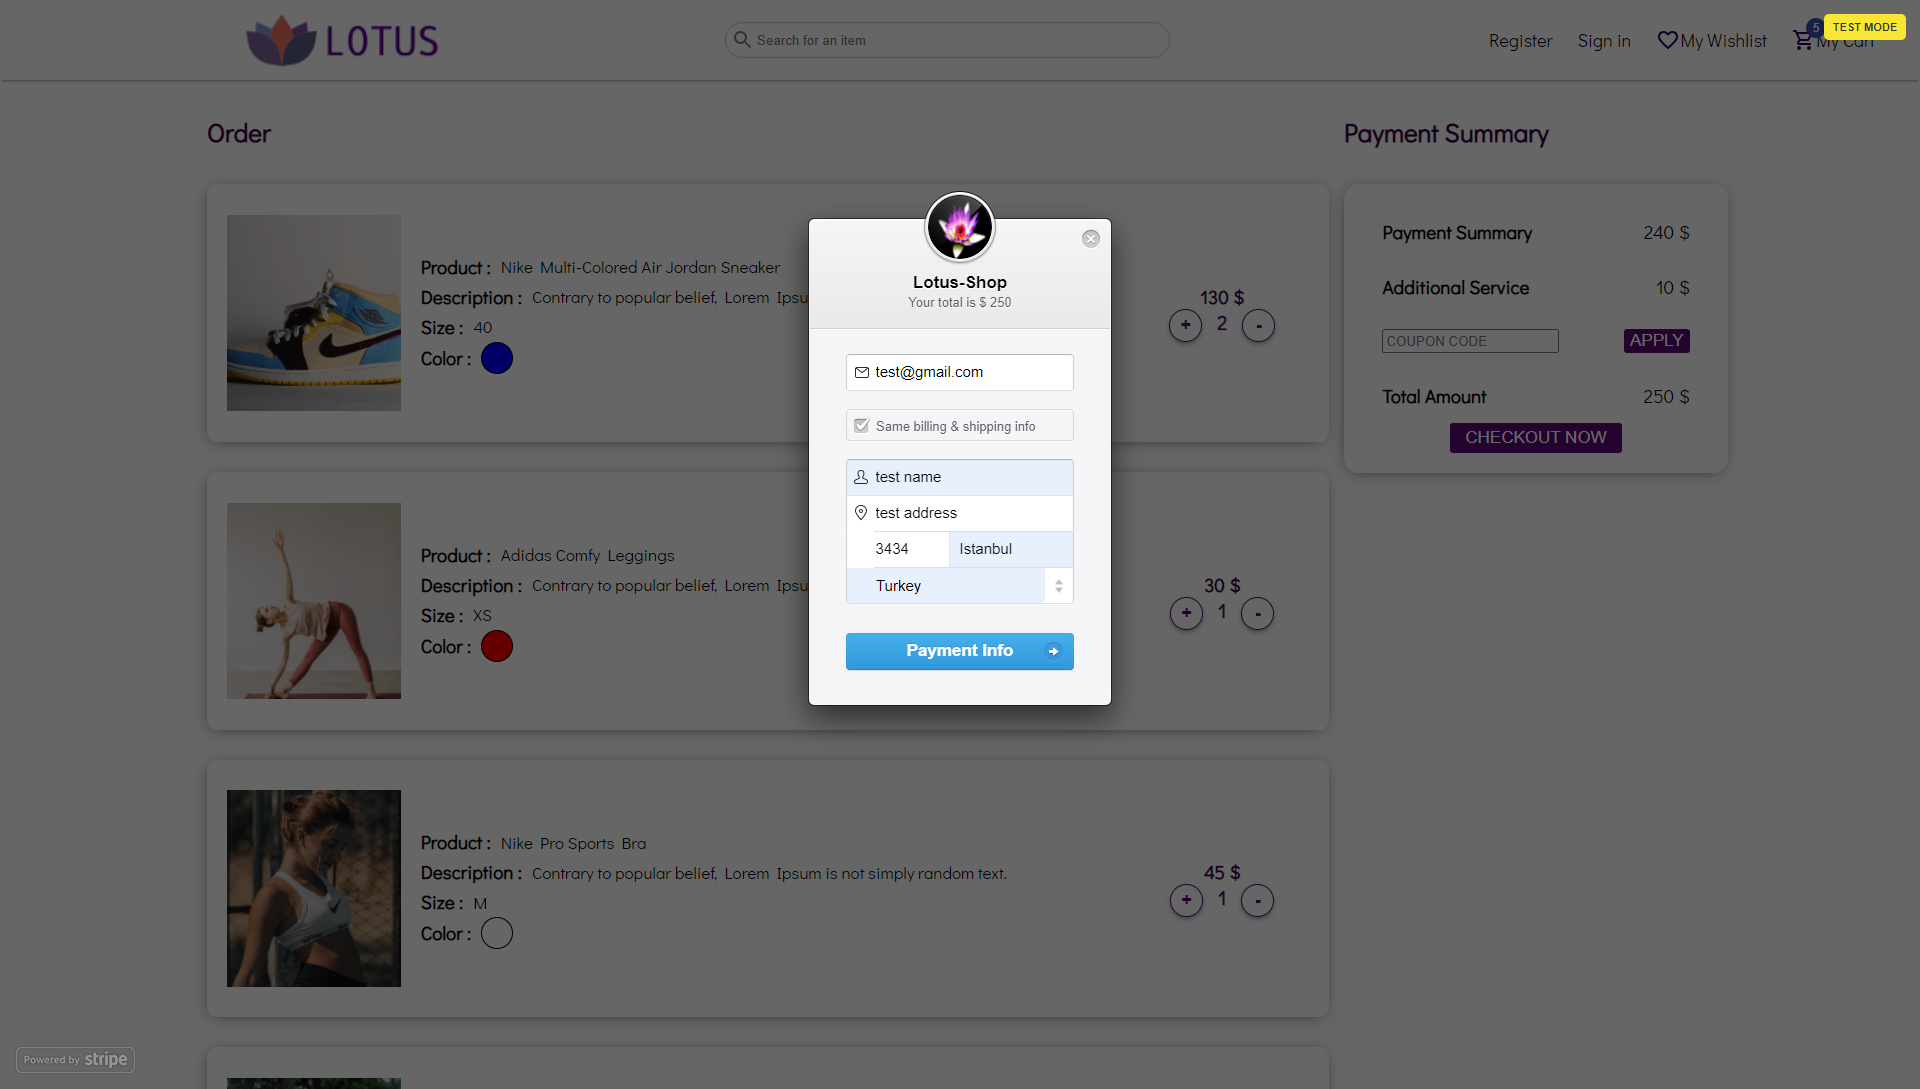 LOTUS
Search for an item
Register
Sign in
My Wishlist
5
My Cart
TEST MODE
Order
Payment Summary
Product : Nike Multi-Colored Air Jordan Sneaker
Description : Contrary to popular belief, Lorem Ipsu
Size : 40
Color :
130 $
+ 2 -
Product : Adidas Comfy Leggings
Description : Contrary to popular belief, Lorem Ipsu
Size : XS
Color :
30 $
+ 1 -
Product : Nike Pro Sports Bra
Description : Contrary to popular belief, Lorem Ipsum is not simply random text.
Size : M
Color :
45 $
+ 1 -
Lotus-Shop
Your total is $ 250
test@gmail.com
Same billing & shipping info
test name
test address
3434 Istanbul
Turkey
Payment Info
Payment Summary 240 $
Additional Service 10 $
COUPON CODE APPLY
Total Amount 250 $
CHECKOUT NOW
Powered by stripe